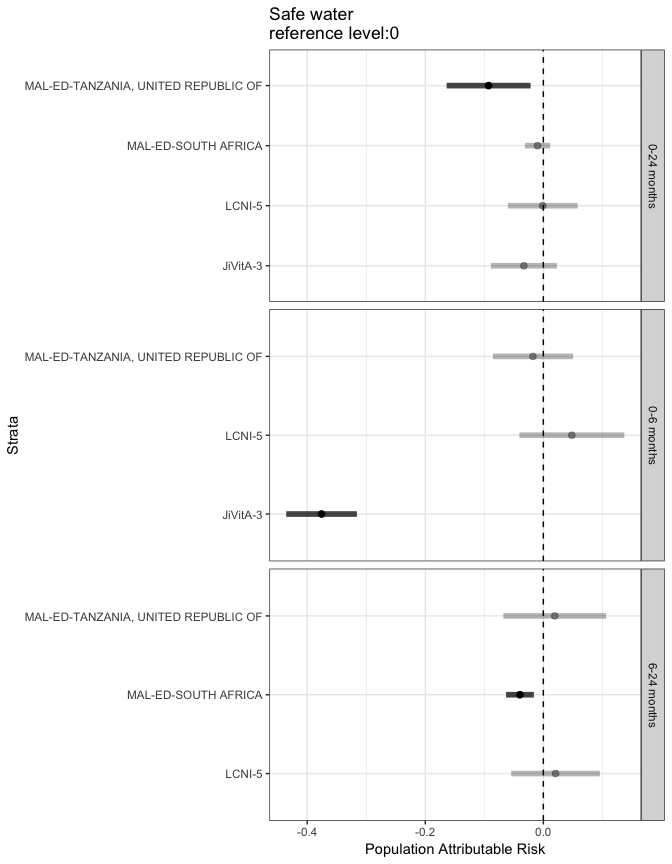 Safe water
reference level:0
MAL-ED-TANZANIA, UNITED REPUBLIC OF
MAL-ED-SOUTH AFRICA
LCNI-5
JiVitA-3
0-24 months
MAL-ED-TANZANIA, UNITED REPUBLIC OF
LCNI-5
JiVitA-3
0-6 months
MAL-ED-TANZANIA, UNITED REPUBLIC OF
MAL-ED-SOUTH AFRICA
LCNI-5
6-24 months
Strata
-0.4 -0.2 0.0
Population Attributable Risk